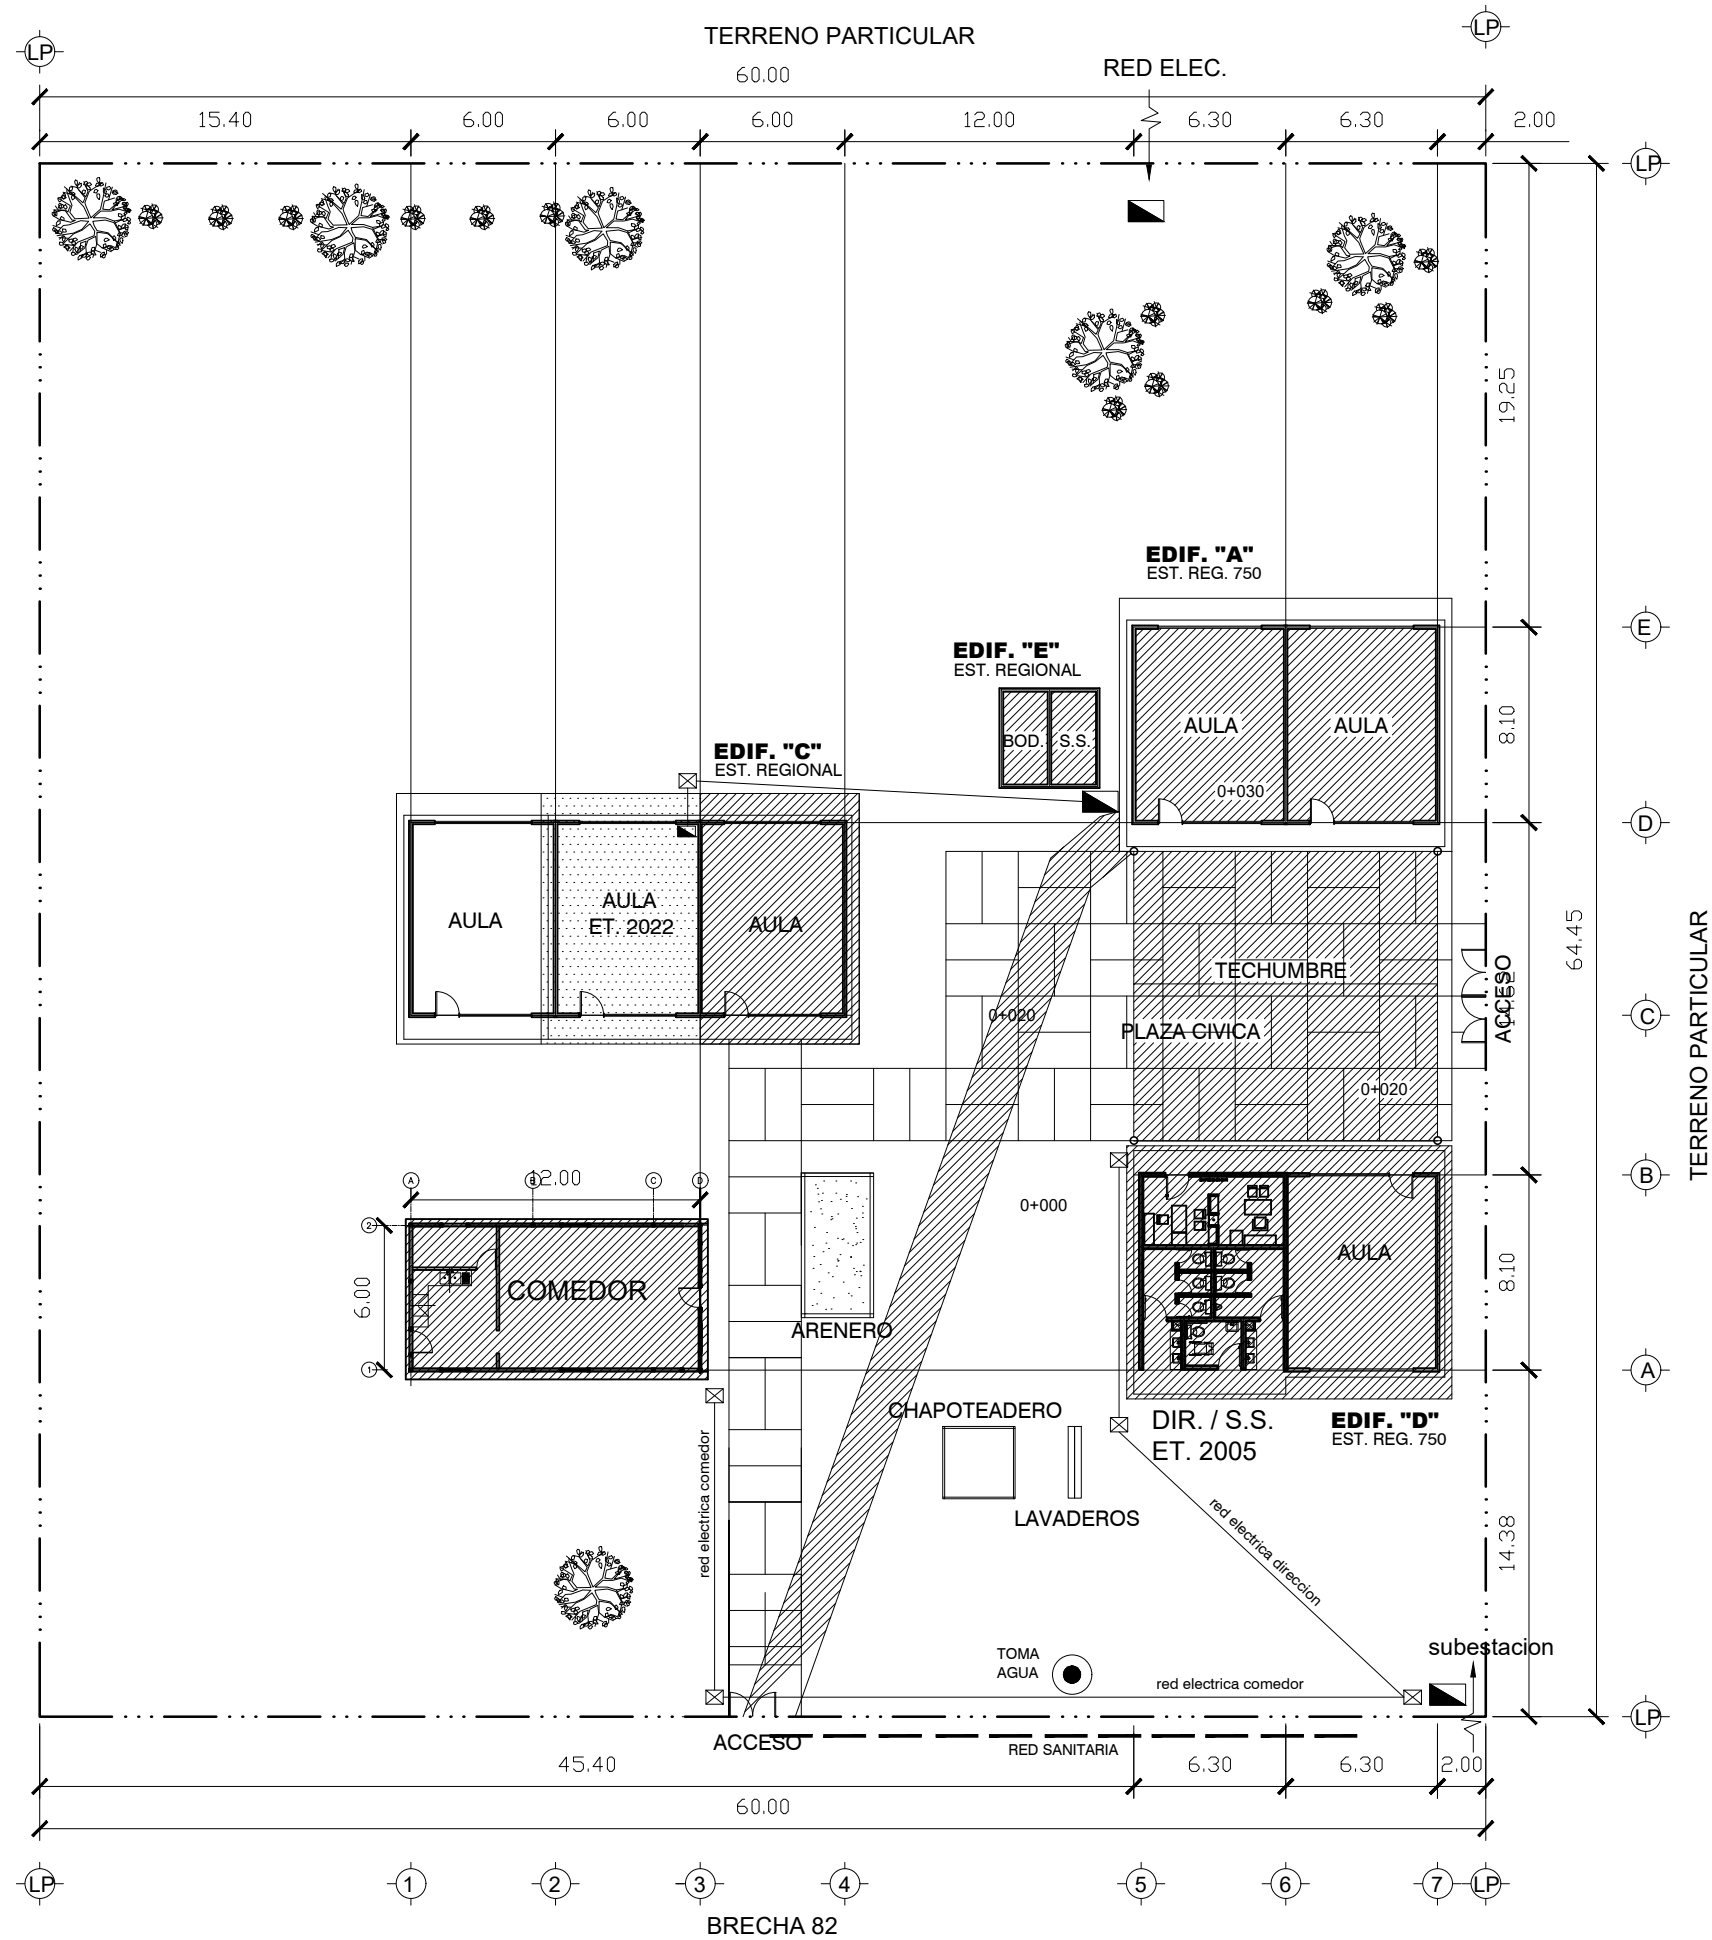 LP
LP
TERRENO PARTICULAR
RED ELEC.
60.00
15.40
6.00
6.00
6.00
12.00
6.30
6.30
2.00
LP
19.25
EDIF. "A"
EST. REG. 750
E
EDIF. "E"
EST. REGIONAL
AULA
AULA
8.10
BOD.
S.S.
EDIF. "C"
EST. REGIONAL
0+030
D
AULA
AULA
ET. 2022
AULA
64.45
TECHUMBRE
ACCESO
0+020
PLAZA CIVICA
C
TERRENO PARTICULAR
0+020
12.00
A
B
C
D
B
0+000
2
AULA
COMEDOR
6.00
8.10
ARENERO
1
A
CHAPOTEADERO
DIR. / S.S.
ET. 2005
EDIF. "D"
EST. REG. 750
red electrica comedor
LAVADEROS
red electrica direccion
14.38
TOMA
AGUA
subestacion
red electrica comedor
LP
ACCESO
RED SANITARIA
45.40
6.30
6.30
2.00
60.00
LP
1
2
3
4
5
6
7
LP
BRECHA 82